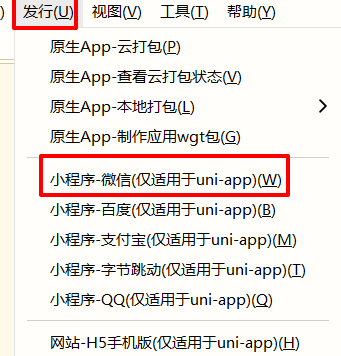 发行(U) 视图(V) 工具(T) 帮助(Y)
原生App-云打包(P)
原生App-查看云打包状态(V)
原生App-本地打包(L)
原生App-制作应用wgt包(G)
小程序-微信(仅适用于uni-app)(W)
小程序-百度(仅适用于uni-app)(B)
小程序-支付宝(仅适用于uni-app)(M)
小程序-字节跳动(仅适用于uni-app)(T)
小程序-QQ(仅适用于uni-app)(Q)
网站-H5手机版(仅适用于uni-app)(H)